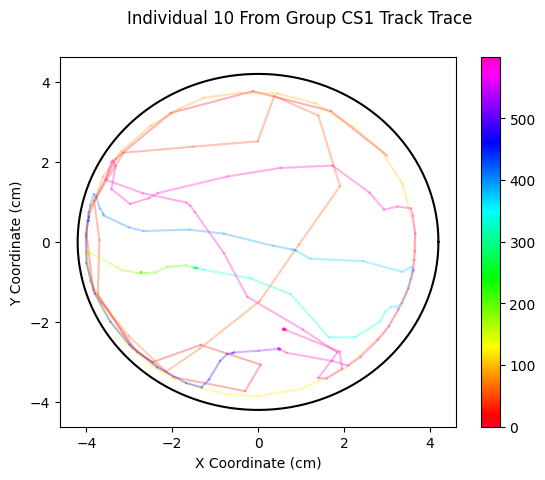 Individual 10 From Group CS1 Track Trace
4
2
0
−2
−4
Y Coordinate (cm)
−4 −2 0 2 4
X Coordinate (cm)
500
400
300
200
100
0